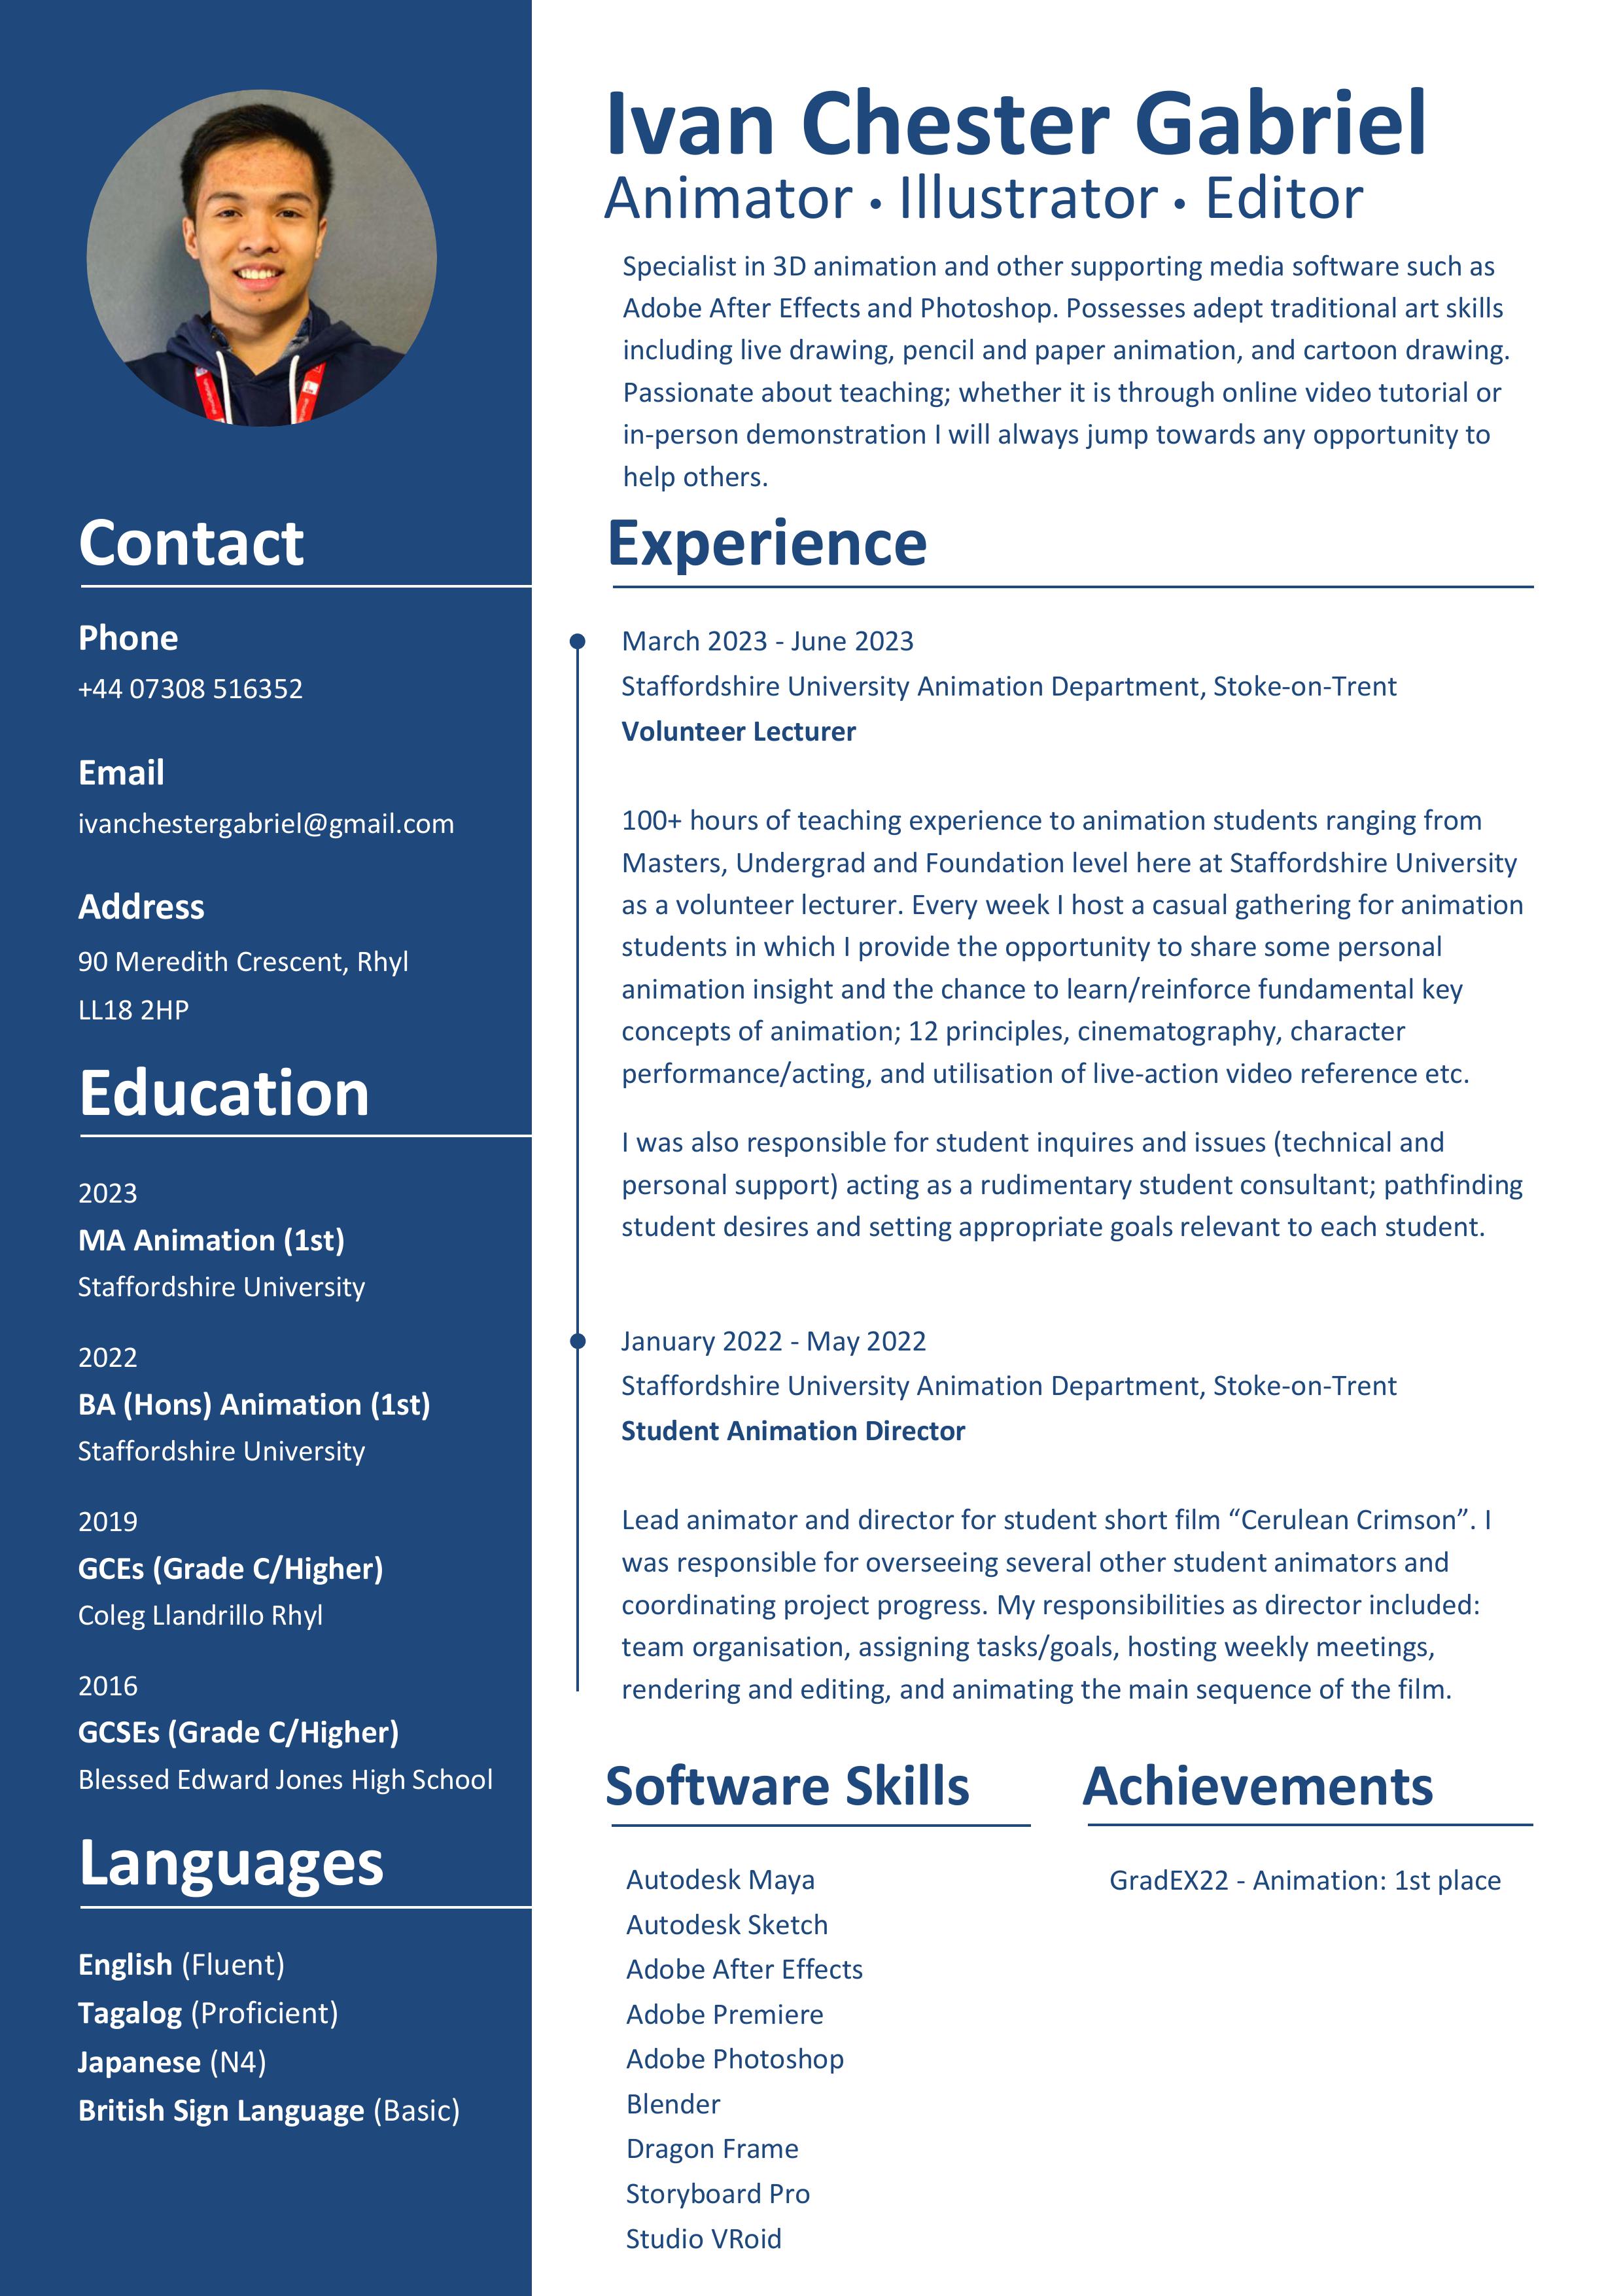 Ivan Chester Gabriel
Animator • Illustrator • Editor
Specialist in 3D animation and other supporting media software such as
Adobe After Effects and Photoshop. Possesses adept traditional art skills
including live drawing, pencil and paper animation, and cartoon drawing.
Passionate about teaching; whether it is through online video tutorial or
in-person demonstration I will always jump towards any opportunity to
help others.
Contact
Phone
+44 07308 516352
Email
ivanchestergabriel@gmail.com
Address
90 Meredith Crescent, Rhyl
LL18 2HP
Education
2023
MA Animation (1st)
Staffordshire University
2022
BA (Hons) Animation (1st)
Staffordshire University
2019
GCEs (Grade C/Higher)
Coleg Llandrillo Rhyl
2016
GCSEs (Grade C/Higher)
Blessed Edward Jones High School
Languages
English (Fluent)
Tagalog (Proficient)
Japanese (N4)
British Sign Language (Basic)
Experience
March 2023 - June 2023
Staffordshire University Animation Department, Stoke-on-Trent
Volunteer Lecturer
100+ hours of teaching experience to animation students ranging from
Masters, Undergrad and Foundation level here at Staffordshire University
as a volunteer lecturer. Every week I host a casual gathering for animation
students in which I provide the opportunity to share some personal
animation insight and the chance to learn/reinforce fundamental key
concepts of animation; 12 principles, cinematography, character
performance/acting, and utilisation of live-action video reference etc.
I was also responsible for student inquires and issues (technical and
personal support) acting as a rudimentary student consultant; pathfinding
student desires and setting appropriate goals relevant to each student.
January 2022 - May 2022
Staffordshire University Animation Department, Stoke-on-Trent
Student Animation Director
Lead animator and director for student short film “Cerulean Crimson”. I
was responsible for overseeing several other student animators and
coordinating project progress. My responsibilities as director included:
team organisation, assigning tasks/goals, hosting weekly meetings,
rendering and editing, and animating the main sequence of the film.
Software Skills
Autodesk Maya
Autodesk Sketch
Adobe After Effects
Adobe Premiere
Adobe Photoshop
Blender
Dragon Frame
Storyboard Pro
Studio VRoid
Achievements
GradEX22 - Animation: 1st place